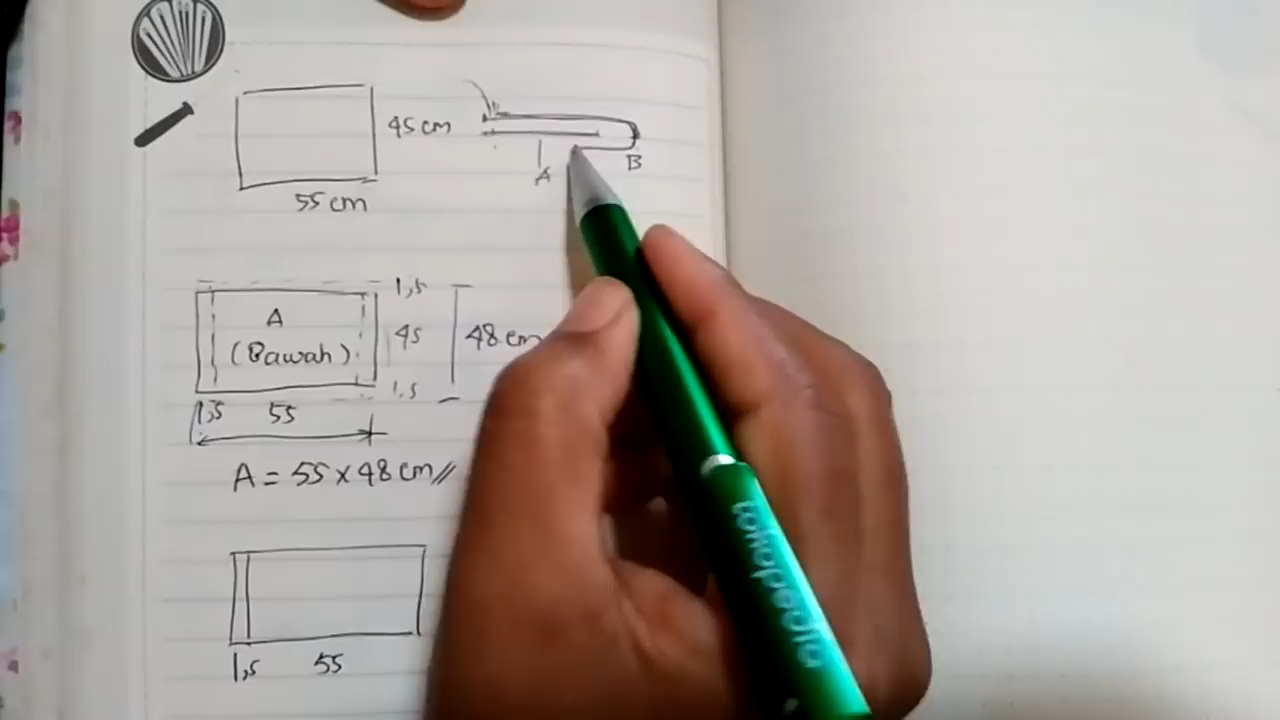 45 cm
55 cm
A
B
1,5
A
(Bawah)
45
48 cm
1,5
1,5 55
A = 55 x 48 cm //
1,5 55
tokopedia